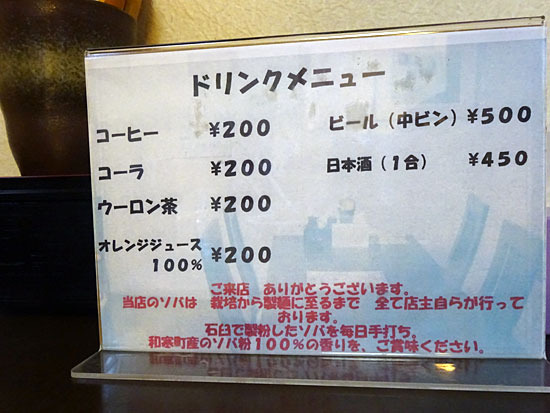 ドリンクメニュー
コーヒー ¥200
コーラ ¥200
ウーロン茶 ¥200
オレンジジュース
100% ¥200
ビール(中ビン) ¥500
日本酒(1合) ¥450
ご来店 ありがとうございます。
当店のソバは 栽培から製麺に至るまで 全て店主自らが行って
おります。
石臼で製粉したソバを毎日手打ち。
和寒町産のソバ粉100%の香りを、ご賞味ください。